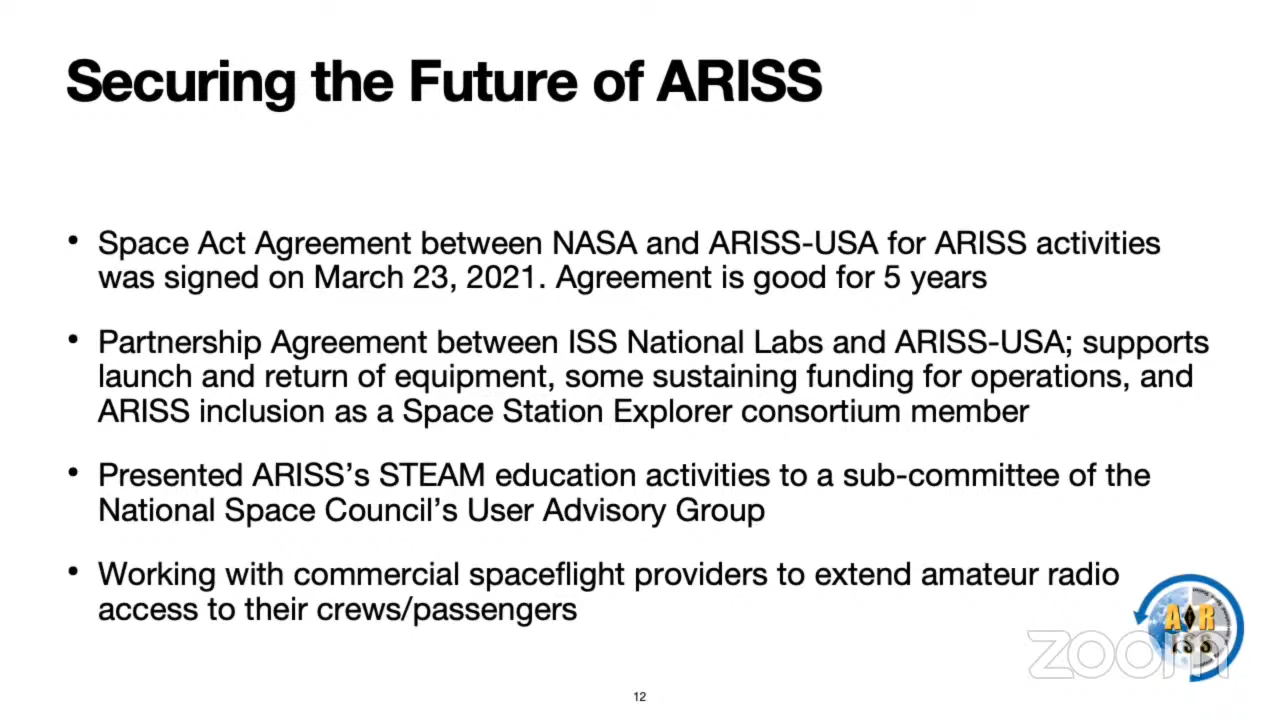 Securing the Future of ARISS
• Space Act Agreement between NASA and ARISS-USA for ARISS activities
was signed on March 23, 2021. Agreement is good for 5 years
• Partnership Agreement between ISS National Labs and ARISS-USA; supports
launch and return of equipment, some sustaining funding for operations, and
ARISS inclusion as a Space Station Explorer consortium member
• Presented ARISS’s STEAM education activities to a sub-committee of the
National Space Council’s User Advisory Group
• Working with commercial spaceflight providers to extend amateur radio
access to their crews/passengers
A R
ISS
zoom
12